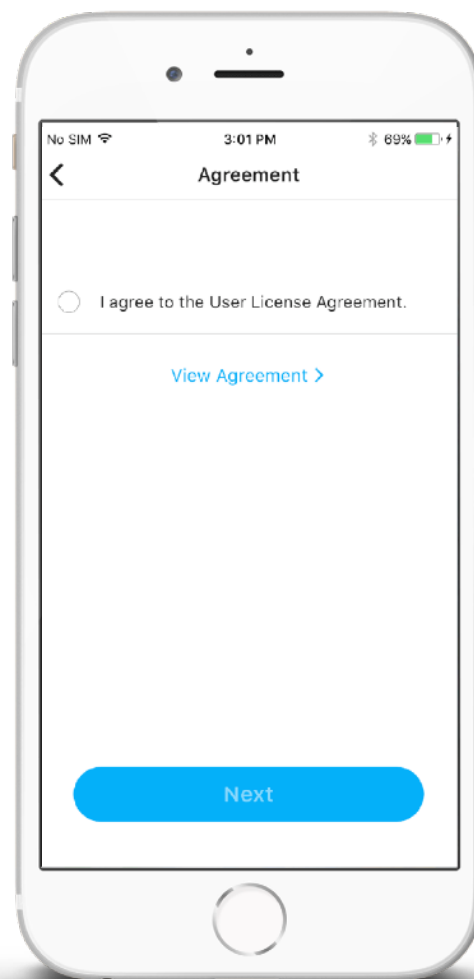 No SIM 3:01 PM 69%
Agreement
I agree to the User License Agreement.
View Agreement >
Next